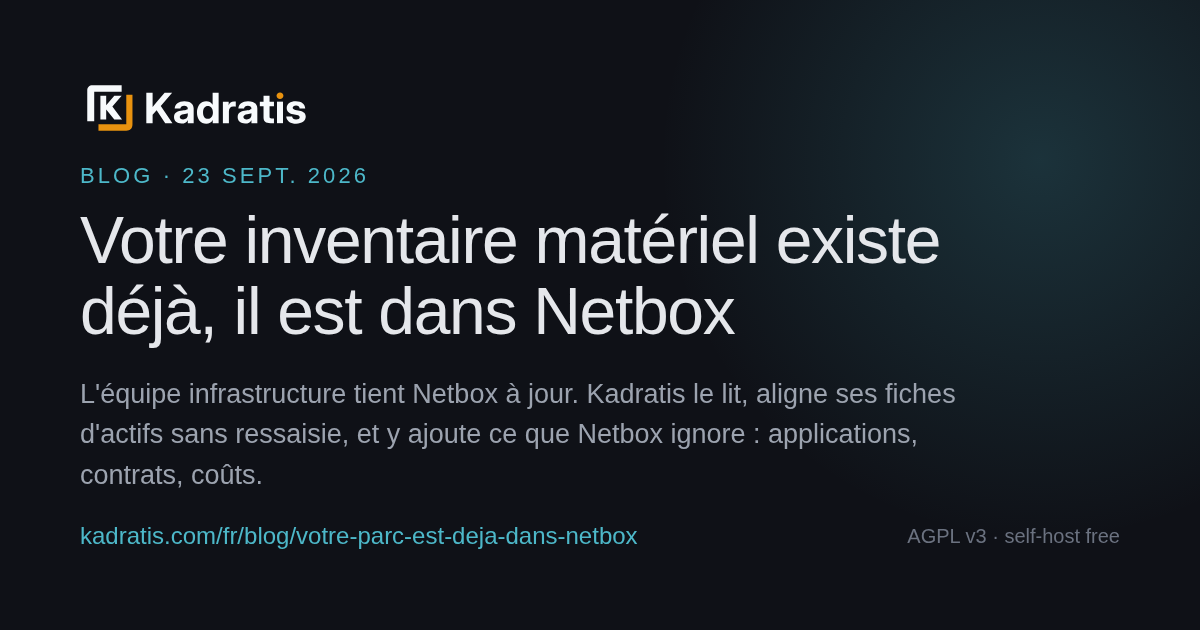 Kadratis
BLOG · 23 SEPT. 2026
Votre inventaire matériel existe
déjà, il est dans Netbox
L'équipe infrastructure tient Netbox à jour. Kadratis le lit, aligne ses fiches
d'actifs sans ressaisie, et y ajoute ce que Netbox ignore : applications,
contrats, coûts.
kadratis.com/fr/blog/votre-parc-est-deja-dans-netbox
AGPL v3 · self-host free